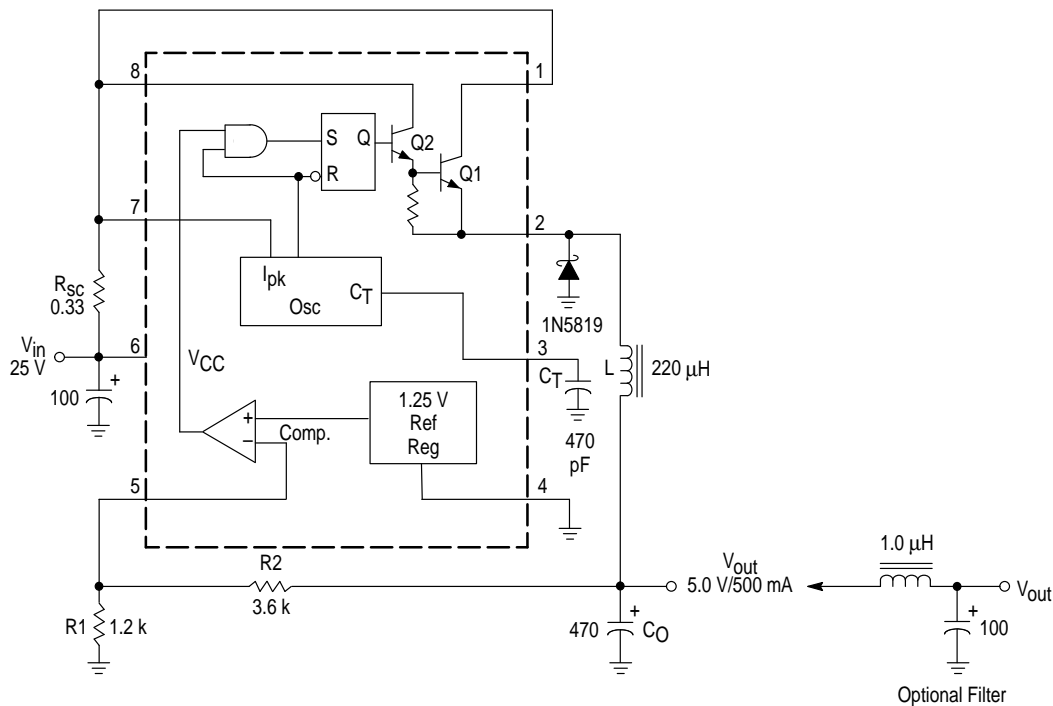 8
1
S Q
Q2
R
Q1
7
2
Ipk
CT
Osc
Rsc
0.33
1N5819
Vin
25 V
6
VCC
3
CT
L
220 µH
100
+
1.25 V
Ref
Reg
+
−
Comp.
470
pF
5
4
R2
3.6 k
Vout
5.0 V/500 mA
1.0 µH
Vout
R1
1.2 k
470
+
CO
+
100
Optional Filter